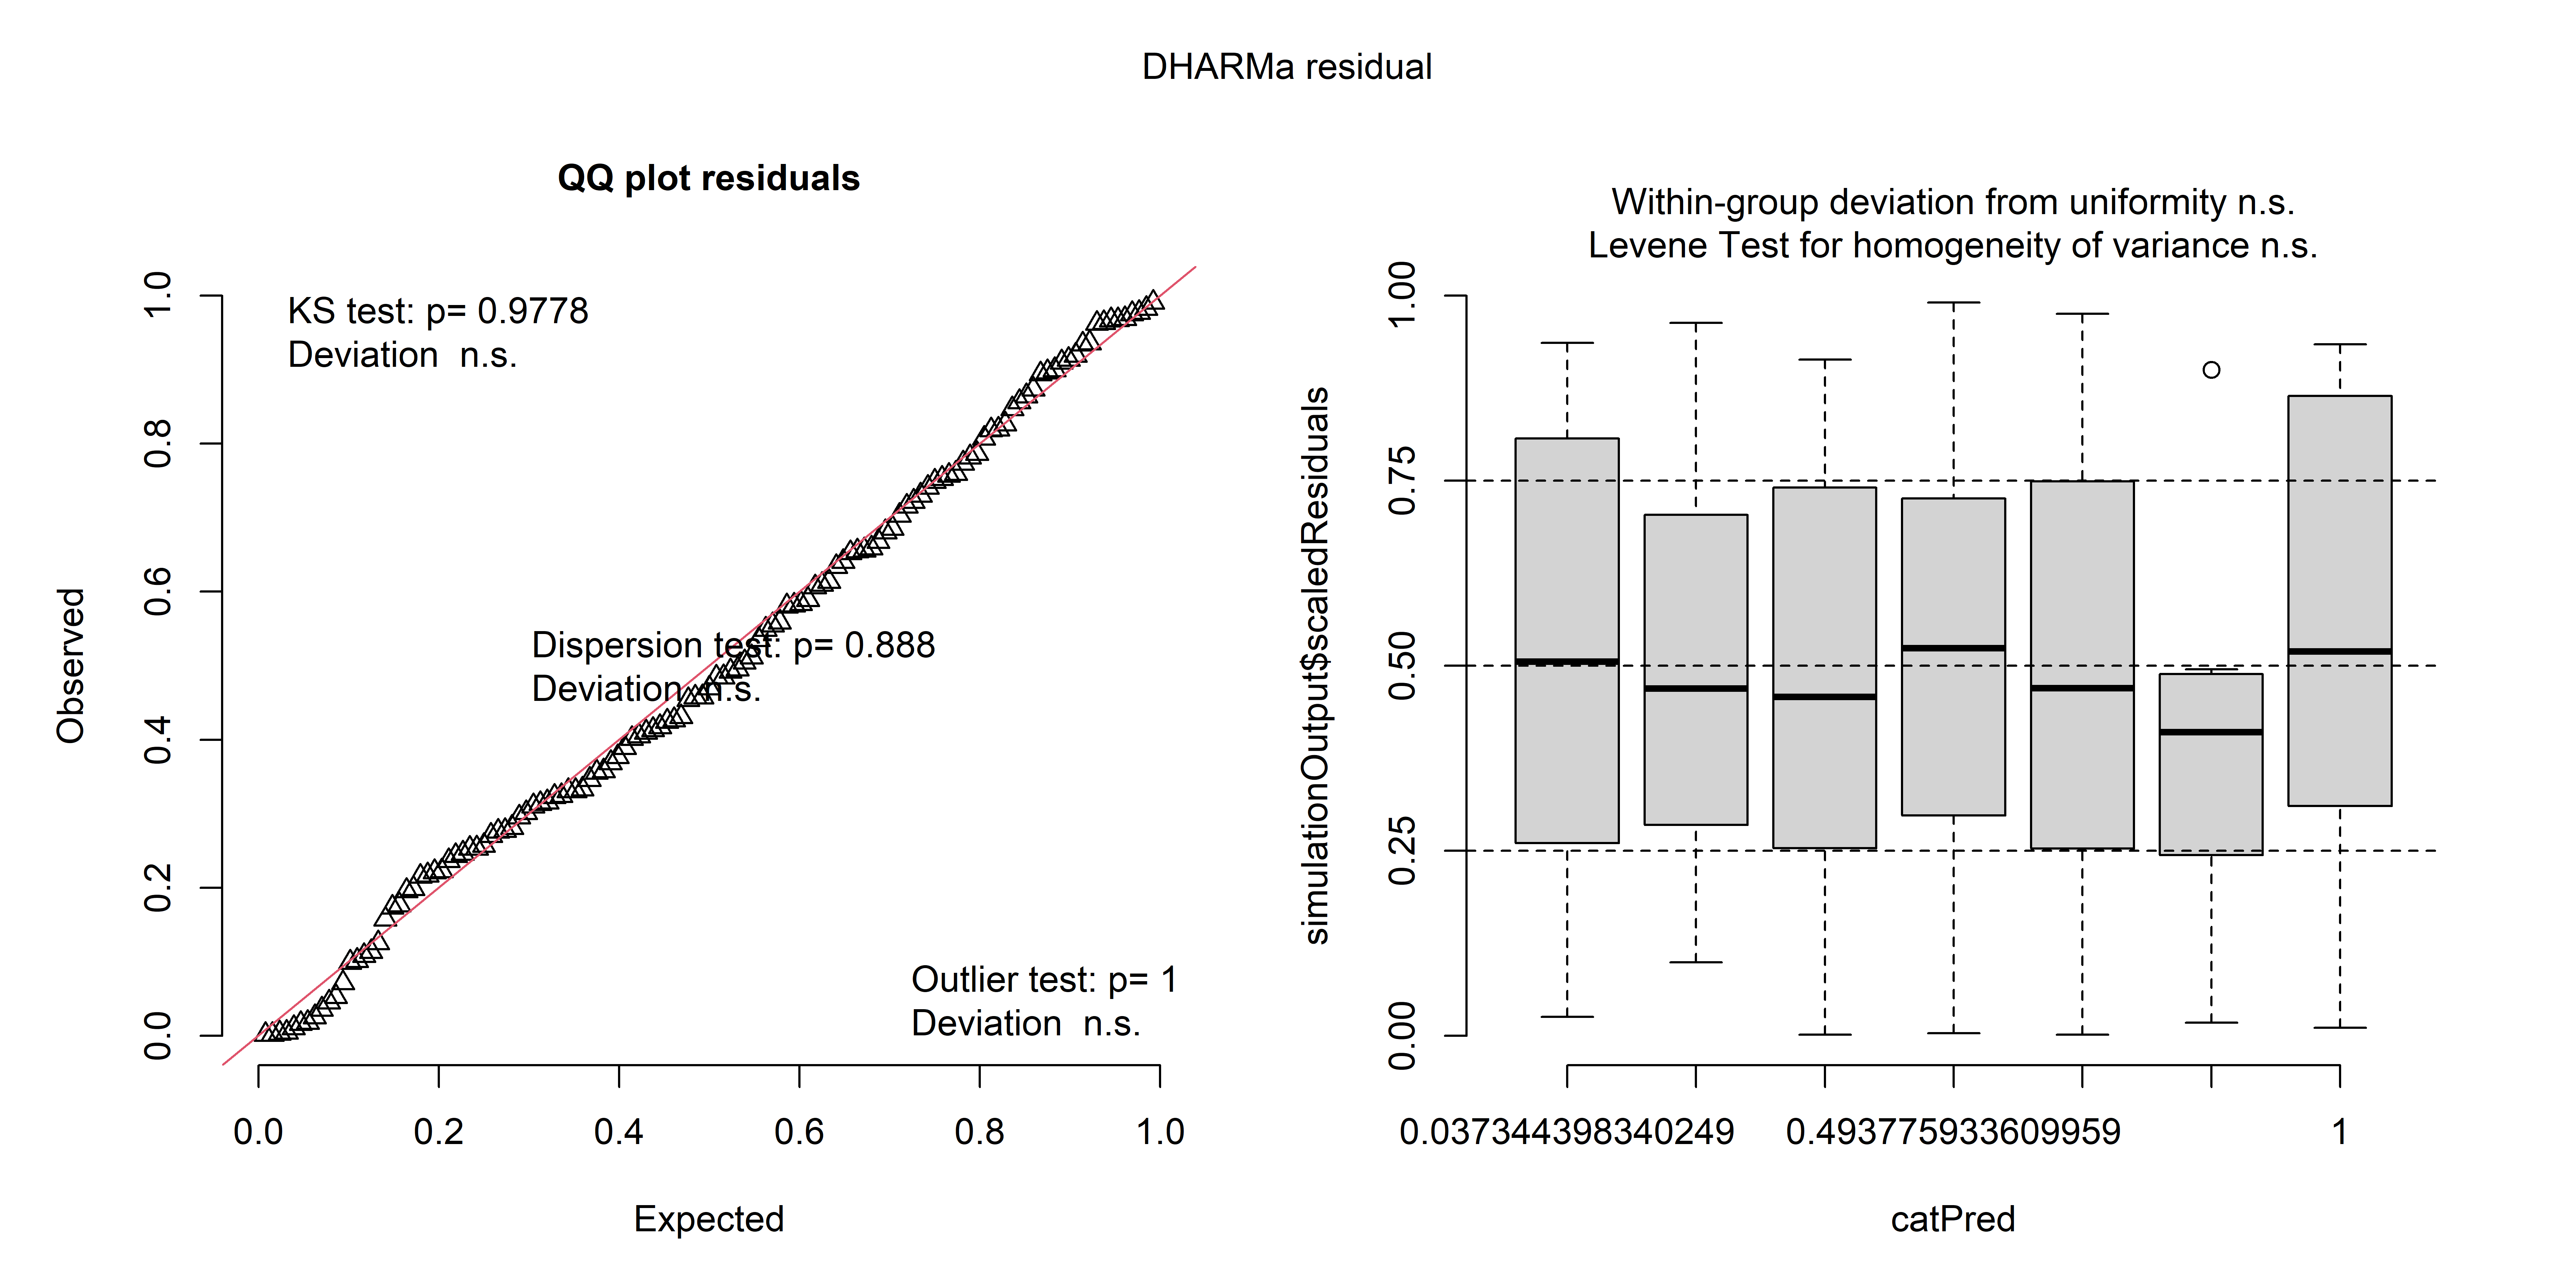 DHARMa residual
QQ plot residuals
KS test: p= 0.9778
Deviation  n.s.
Dispersion test: p= 0.888
Deviation  n.s.
Outlier test: p= 1
Deviation  n.s.
Observed
0.0 0.2 0.4 0.6 0.8 1.0
0.0 0.2 0.4 0.6 0.8 1.0
Expected
Within-group deviation from uniformity n.s.
Levene Test for homogeneity of variance n.s.
simulationOutput$scaledResiduals
0.00 0.25 0.50 0.75 1.00
0.037344398340249 0.493775933609959 1
catPred